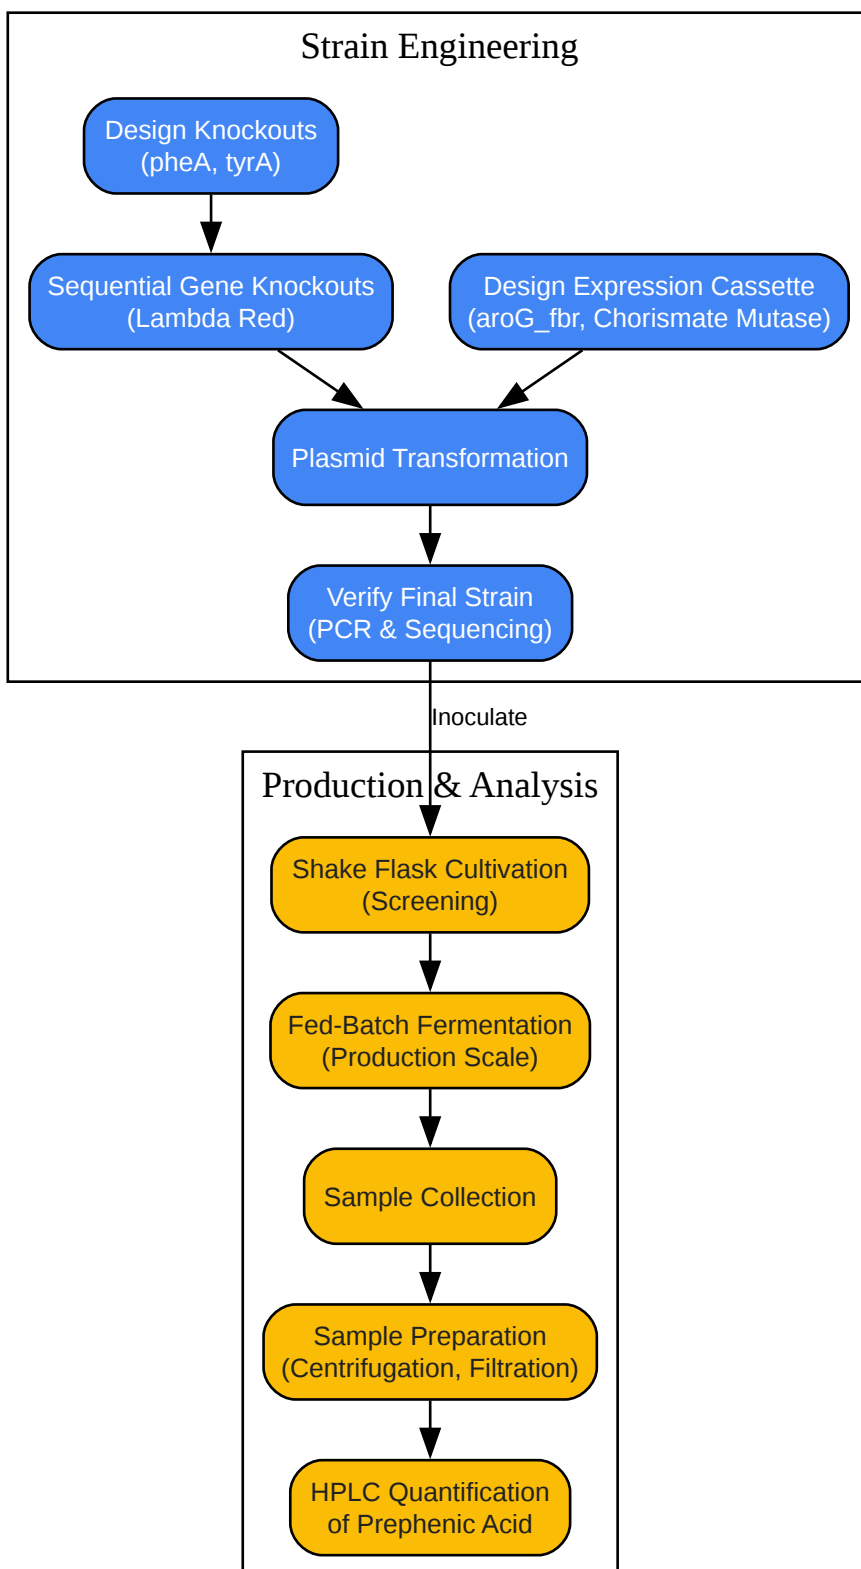 Strain Engineering
Design Knockouts
(pheA, tyrA)
Sequential Gene Knockouts
(Lambda Red)
Design Expression Cassette
(aroG_fbr, Chorismate Mutase)
Plasmid Transformation
Verify Final Strain
(PCR & Sequencing)
Inoculate
Production & Analysis
Shake Flask Cultivation
(Screening)
Fed-Batch Fermentation
(Production Scale)
Sample Collection
Sample Preparation
(Centrifugation, Filtration)
HPLC Quantification
of Prephenic Acid